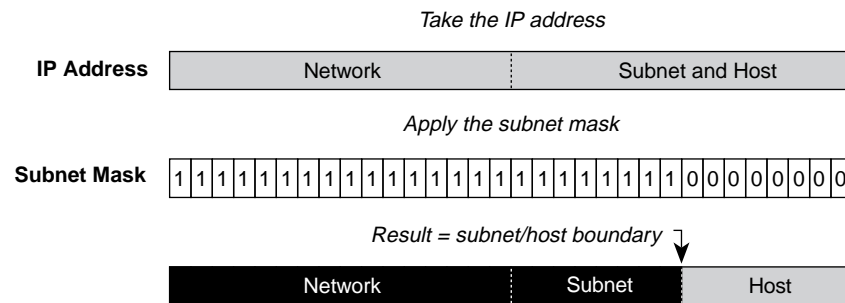 Take the IP address
IP Address Network Subnet and Host
Apply the subnet mask
Subnet Mask 1 1 1 1 1 1 1 1 1 1 1 1 1 1 1 1 1 1 1 1 1 1 1 1 0 0 0 0 0 0 0 0
Result = subnet/host boundary
Network Subnet Host